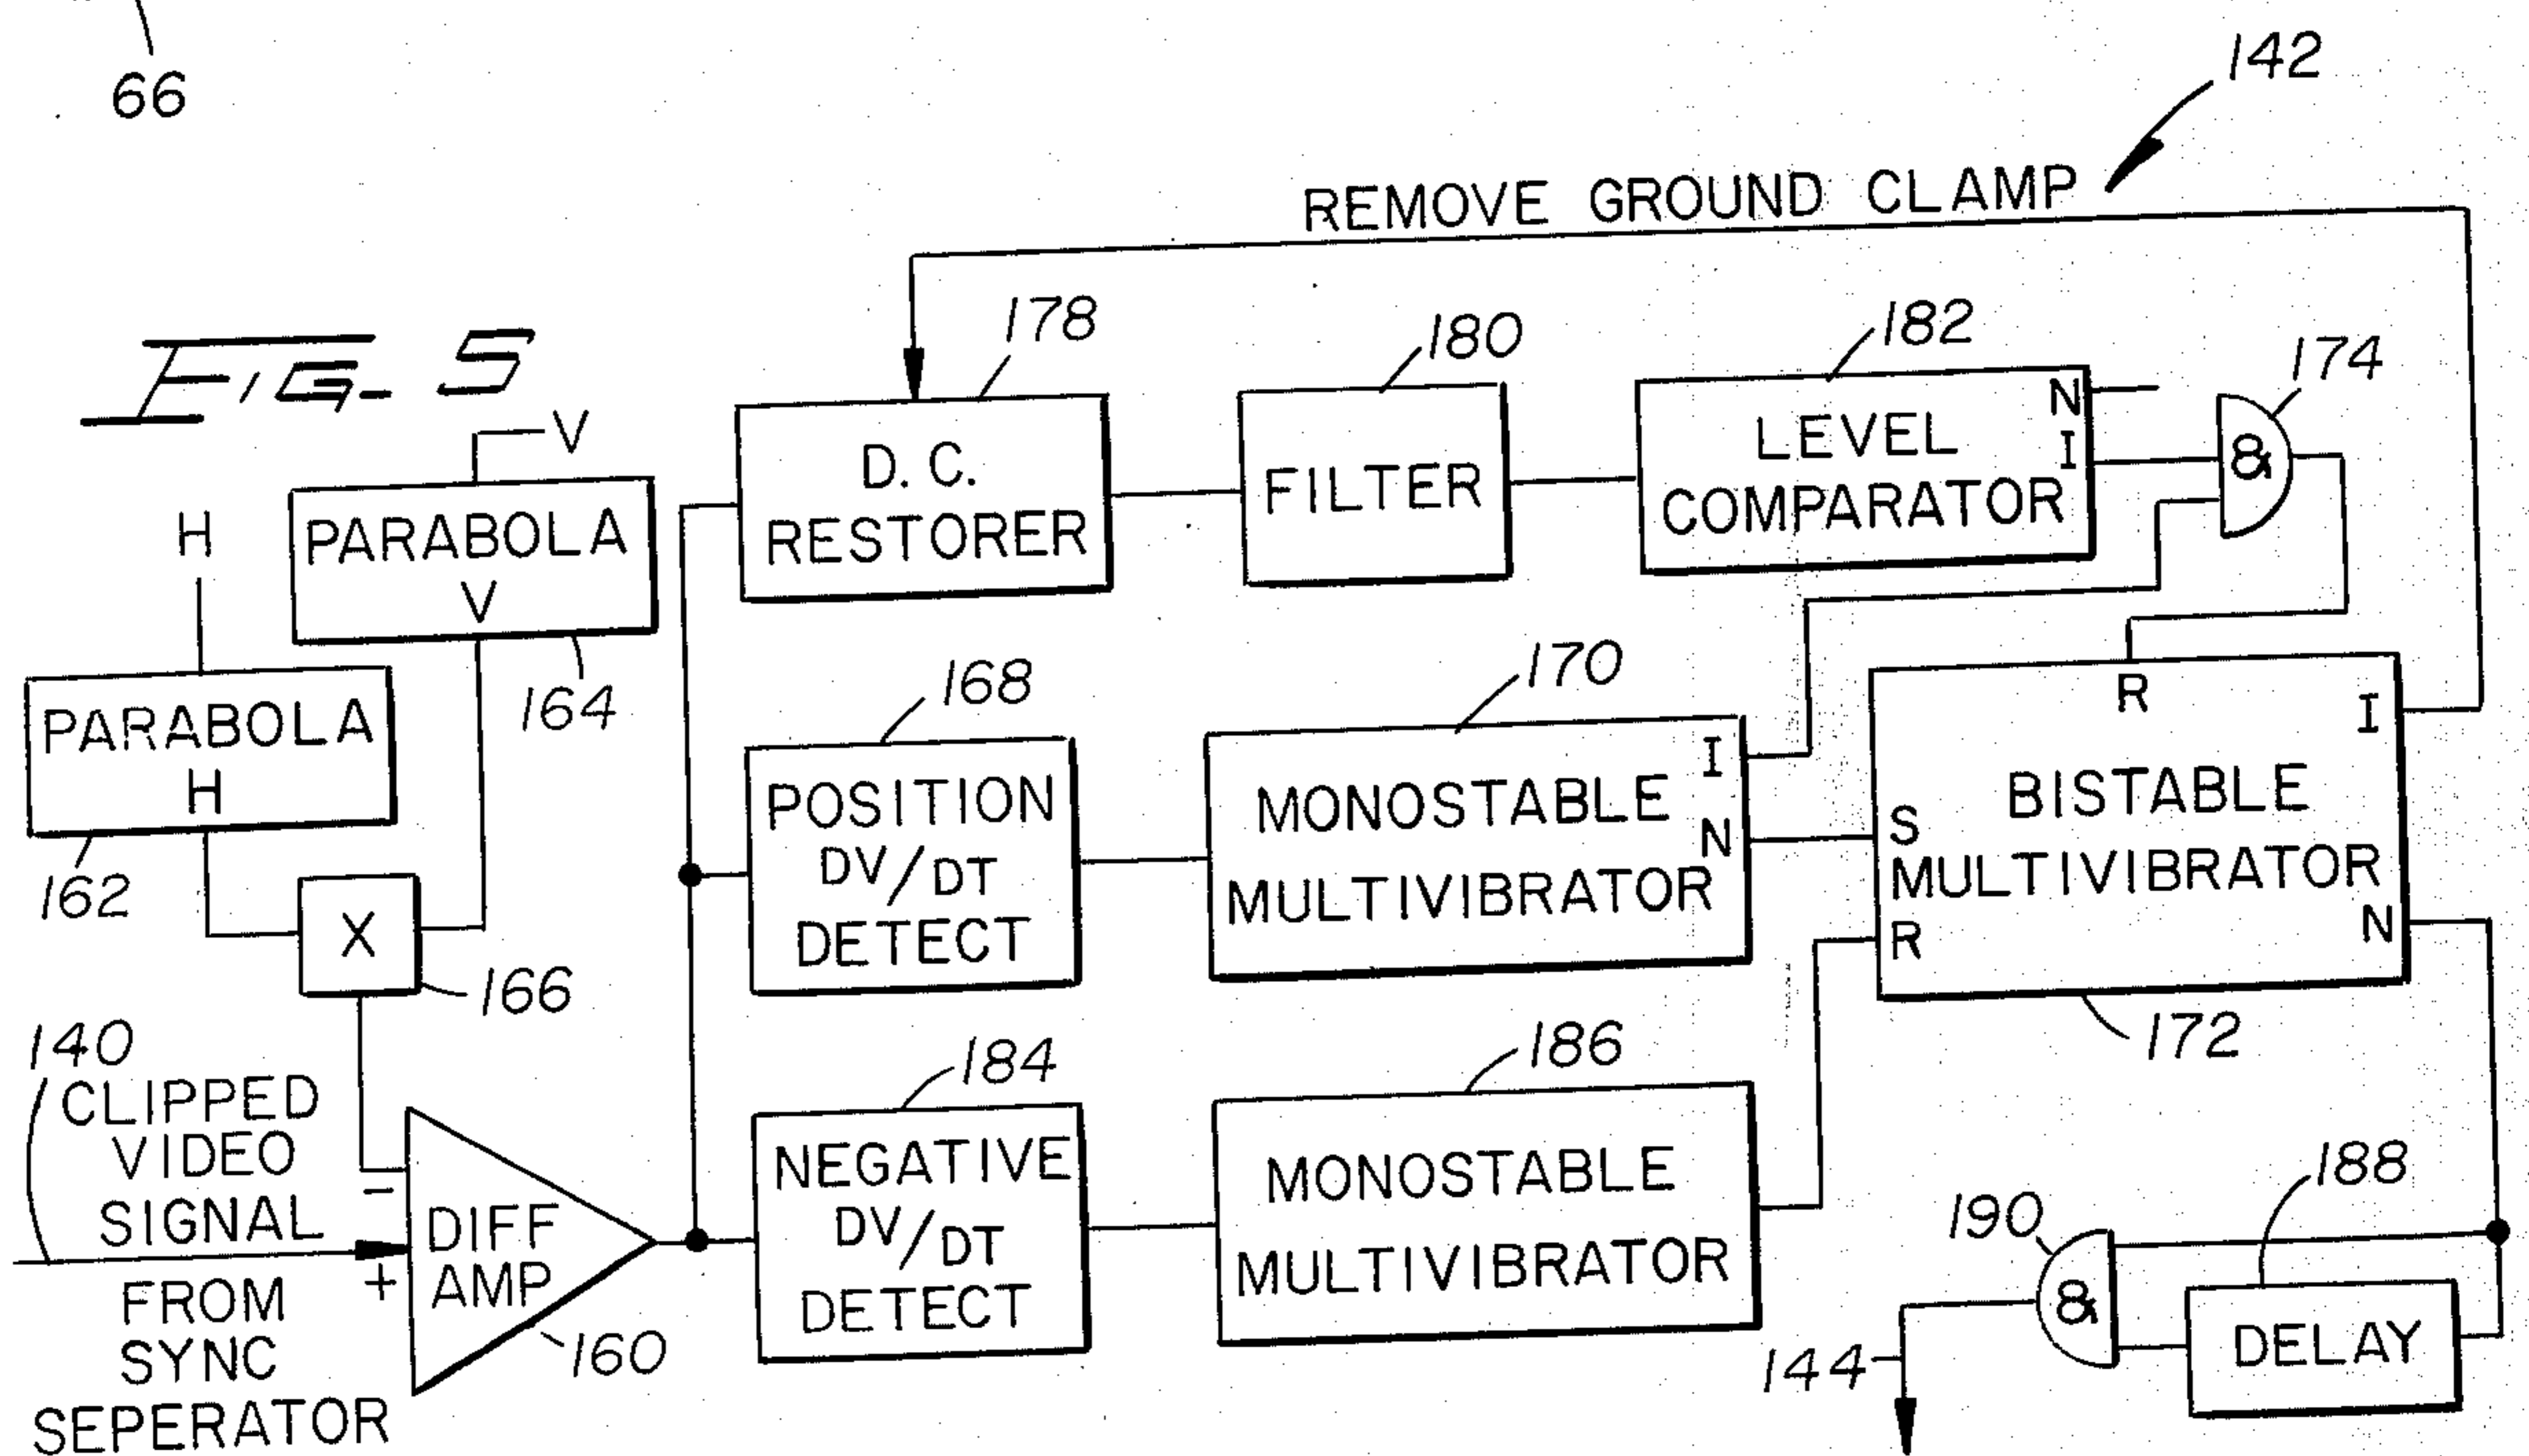 66
142
REMOVE GROUND CLAMP
FIG. 5
178
180
182
174
V
H
PARABOLA
V
164
D. C.
RESTORER
FILTER
LEVEL
COMPARATOR
N
I
&
PARABOLA
H
162
X
166
168
POSITION
DV/DT
DETECT
170
MONOSTABLE
MULTIVIBRATOR
I
N
R
I
S
BISTABLE
MULTIVIBRATOR
R
N
172
140
CLIPPED
VIDEO
SIGNAL
FROM
SYNC
SEPERATOR
-
+
DIFF
AMP
160
184
NEGATIVE
DV/DT
DETECT
186
MONOSTABLE
MULTIVIBRATOR
188
190
&
DELAY
144